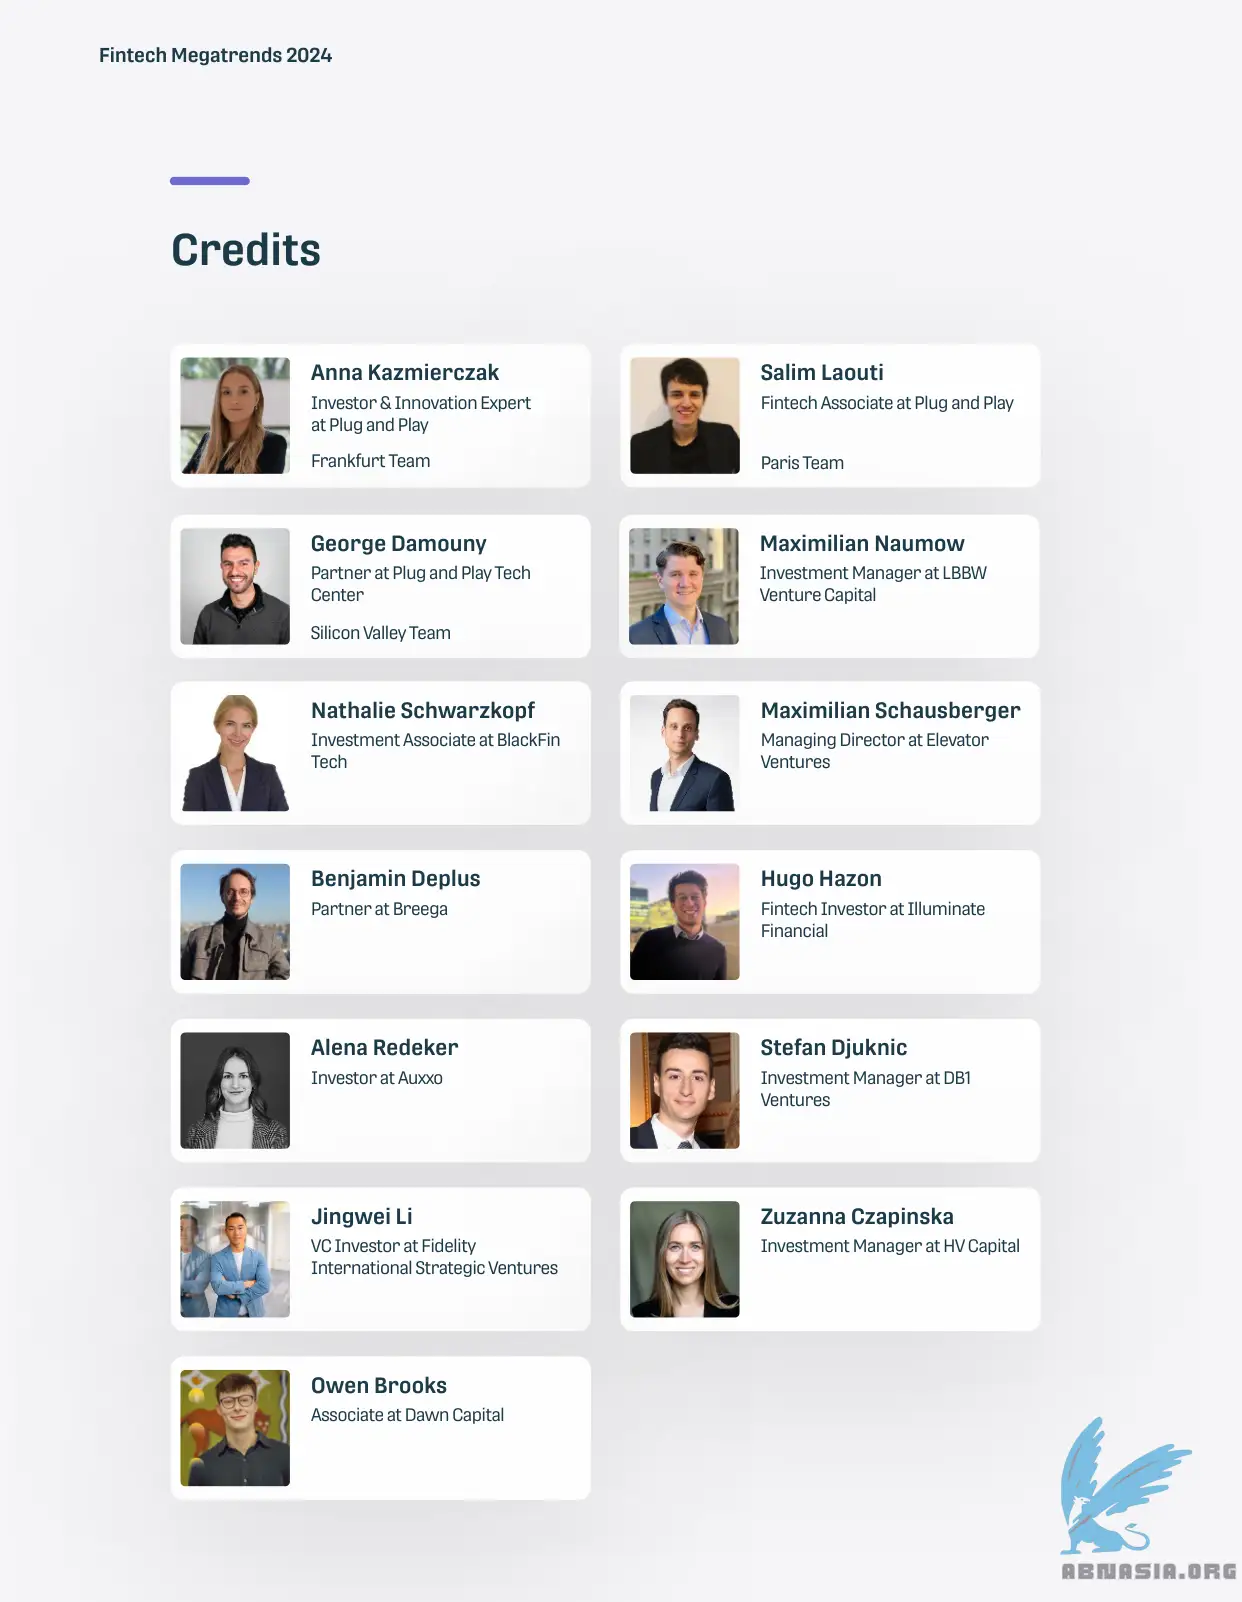 Fintech Megatrends 2024
Credits
Anna Kazmierczak
Investor & Innovation Expert
at Plug and Play
Frankfurt Team
Salim Laouti
Fintech Associate at Plug and Play
Paris Team
George Damouny
Partner at Plug and Play Tech
Center
Silicon Valley Team
Maximilian Naumow
Investment Manager at LBBW
Venture Capital
Nathalie Schwarzkopf
Investment Associate at BlackFin
Tech
Maximilian Schausberger
Managing Director at Elevator
Ventures
Benjamin Deplus
Partner at Breega
Hugo Hazon
Fintech Investor at Illuminate
Financial
Alena Redeker
Investor at Auxxo
Stefan Djuknic
Investment Manager at DB1
Ventures
Jingwei Li
VC Investor at Fidelity
International Strategic Ventures
Zuzanna Czapinska
Investment Manager at HV Capital
Owen Brooks
Associate at Dawn Capital
ABNASIA.ORG